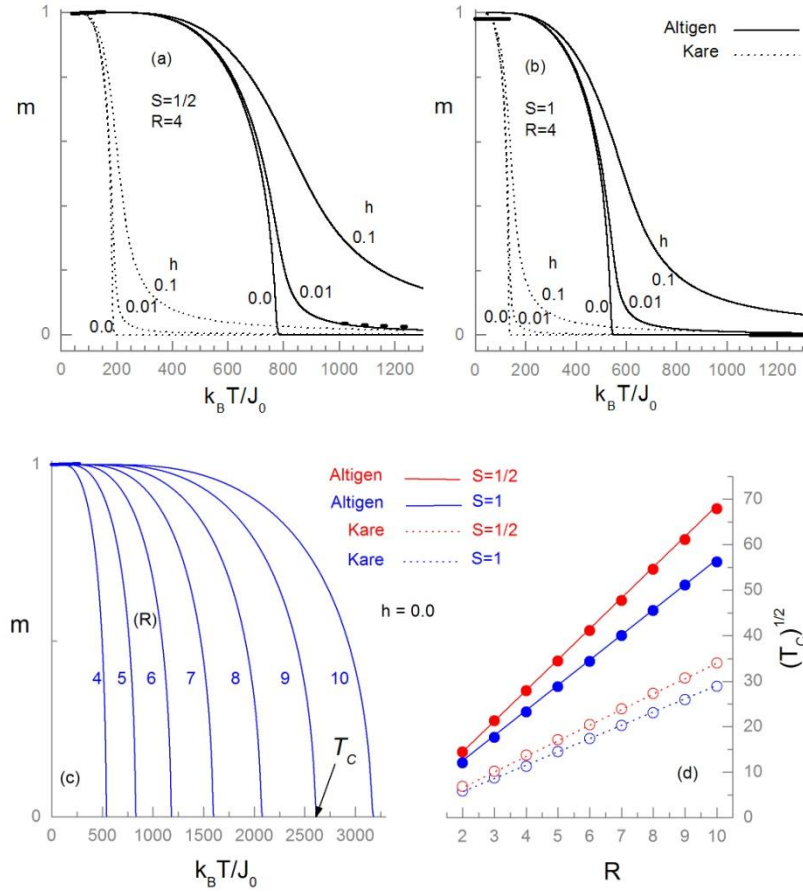 1
(a)
m
S=1/2
R=4
h
0.1
h
0.1
0.01
0.0
0.01
0.0
0
0 200 400 600 800 1000 1200
k_B T/J_0
1
(b)
m
S=1
R=4
Altigen
Kare
h
0.1
h
0.1
0.0
0.01
0.0
0.01
0
0 200 400 600 800 1000 1200
k_B T/J_0
1
m
(R)
4 5 6 7 8 9 10
T_C
(c)
0
0 500 1000 1500 2000 2500 3000
k_B T/J_0
Altigen S=1/2
Altigen S=1
Kare S=1/2
Kare S=1
h = 0.0
70
60
50
40
30
20
10
0
(T_C)^1/2
(d)
2 3 4 5 6 7 8 9 10
R